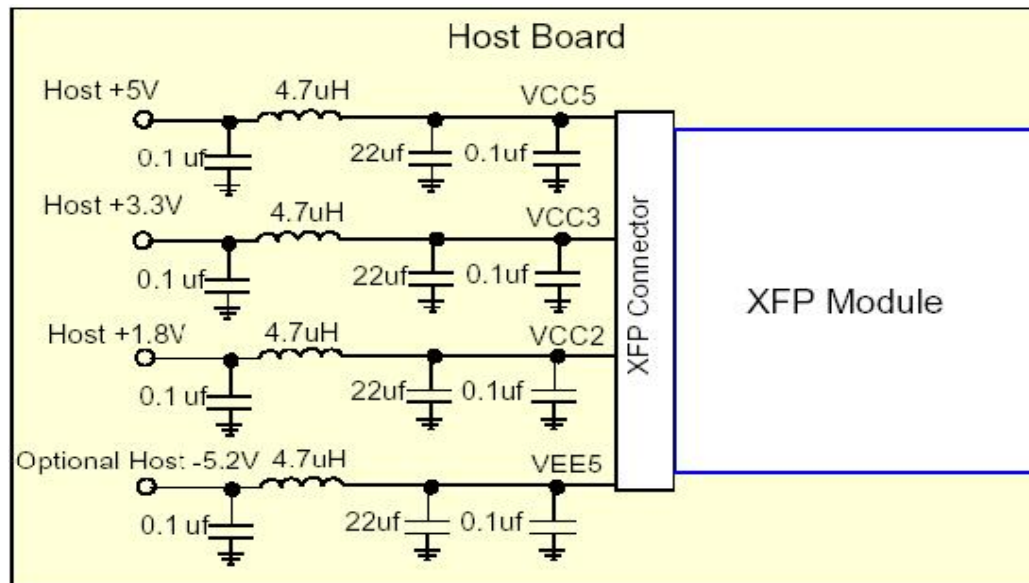 Host Board
Host +5V
4.7uH
VCC5
0.1 uf
22uf
0.1uf
Host +3.3V
4.7uH
VCC3
0.1 uf
22uf
0.1uf
Host +1.8V
4.7uH
VCC2
0.1 uf
22uf
0.1uf
Optional Host -5.2V
4.7uH
VEE5
0.1 uf
22uf
0.1uf
XFP Connector
XFP Module